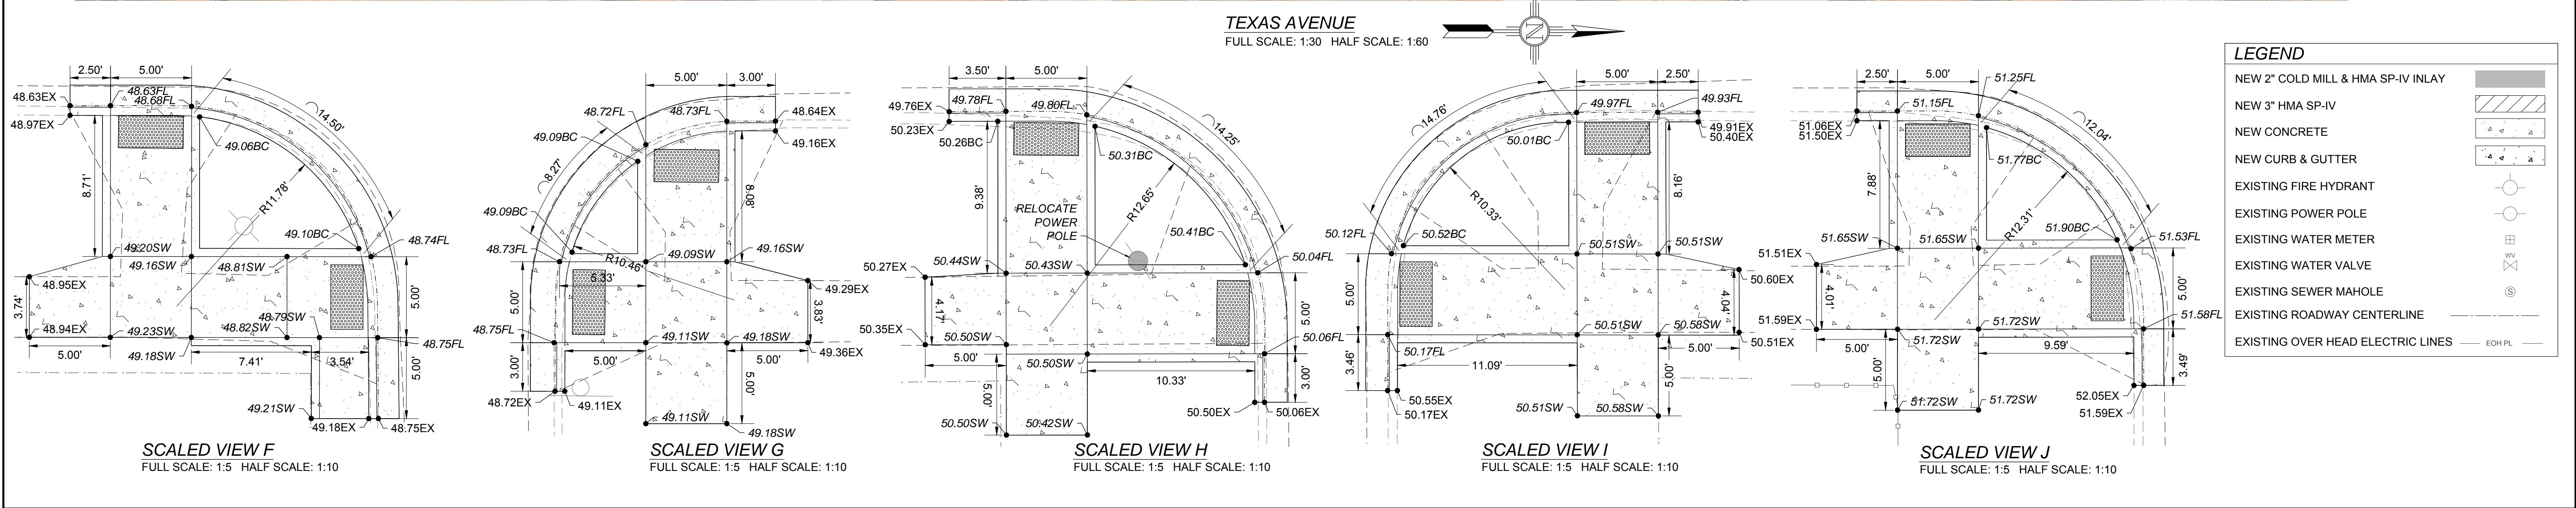 TEXAS AVENUE
FULL SCALE: 1:30 HALF SCALE: 1:60
N
2.50'
5.00'
48.63EX
48.63FL
48.68FL
14.50'
48.97EX
49.06BC
8.71'
R11.78'
49.10BC
48.74FL
49.20SW
49.16SW
48.81SW
48.95EX
3.74'
5.00'
48.94EX
49.23SW
48.82SW
48.79SW
48.75FL
49.18SW
5.00'
7.41'
3.54'
5.00'
49.21SW
49.18EX
48.75EX
SCALED VIEW F
FULL SCALE: 1:5 HALF SCALE: 1:10
5.00'
3.00'
48.72FL
48.73FL
48.64EX
49.09BC
49.16EX
8.27'
8.08'
49.09BC
48.73FL
49.09SW
49.16SW
R10.46'
5.33'
49.29EX
5.00'
3.83'
48.75FL
49.11SW
49.18SW
49.36EX
5.00'
5.00'
3.00'
5.00'
48.72EX
49.11EX
49.11SW
49.18SW
SCALED VIEW G
FULL SCALE: 1:5 HALF SCALE: 1:10
3.50'
5.00'
49.76EX
49.78FL
49.80FL
14.25'
50.23EX
50.26BC
50.31BC
9.38'
R12.65'
RELOCATE
POWER
POLE
50.41BC
50.27EX
50.44SW
50.43SW
50.04FL
4.17'
5.00'
50.35EX
50.50SW
50.50SW
50.06FL
5.00'
10.33'
3.00'
5.00'
50.50SW
50.42SW
50.50EX
50.06EX
SCALED VIEW H
FULL SCALE: 1:5 HALF SCALE: 1:10
5.00'
2.50'
14.76'
49.97FL
49.93FL
49.91EX
50.40EX
50.01BC
8.16'
R10.33'
50.12FL
50.52BC
50.51SW
50.51SW
50.60EX
5.00'
4.04'
50.51SW
50.58SW
50.51EX
50.17FL
11.09'
5.00'
3.46'
5.00'
50.55EX
50.17EX
50.51SW
50.58SW
SCALED VIEW I
FULL SCALE: 1:5 HALF SCALE: 1:10
2.50'
5.00'
51.25FL
51.15FL
51.06EX
51.50EX
12.04'
51.77BC
7.88'
R12.31'
51.90BC
51.53FL
51.65SW
51.65SW
51.51EX
4.01'
5.00'
51.59EX
51.72SW
51.72SW
51.58FL
5.00'
9.59'
5.00'
3.49'
51.72SW
51.72SW
52.05EX
51.59EX
SCALED VIEW J
FULL SCALE: 1:5 HALF SCALE: 1:10
LEGEND
NEW 2" COLD MILL & HMA SP-IV INLAY
NEW 3" HMA SP-IV
NEW CONCRETE
NEW CURB & GUTTER
EXISTING FIRE HYDRANT
EXISTING POWER POLE
EXISTING WATER METER
EXISTING WATER VALVE WV
EXISTING SEWER MAHOLE S
EXISTING ROADWAY CENTERLINE
EXISTING OVER HEAD ELECTRIC LINES EOH PL